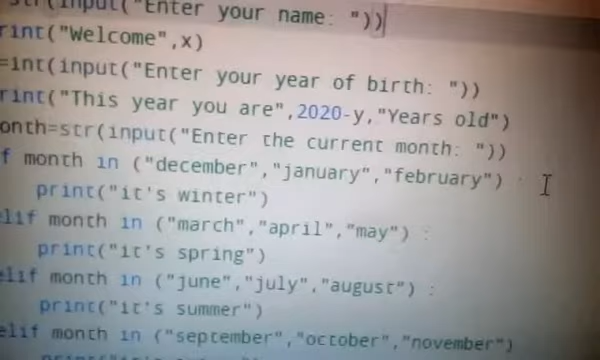 str(input("Enter your name: "))
rint("Welcome",x)
=int(input("Enter your year of birth: "))
rint("This year you are",2020-y,"Years old")
onth=str(input("Enter the current month: "))
f month in ("december","january","february") :
print("it's winter")
elif month in ("march","april","may") :
print("it's spring")
elif month in ("june","july","august") :
print("it's summer")
elif month in ("september","october","november")